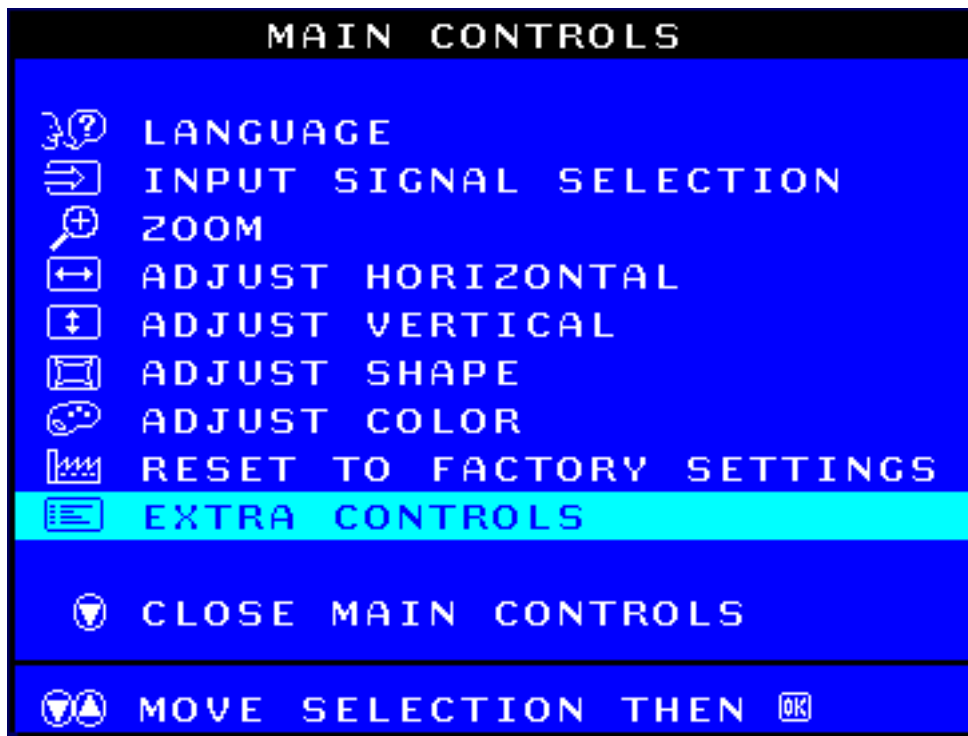 MAIN CONTROLS
LANGUAGE
INPUT SIGNAL SELECTION
ZOOM
ADJUST HORIZONTAL
ADJUST VERTICAL
ADJUST SHAPE
ADJUST COLOR
RESET TO FACTORY SETTINGS
EXTRA CONTROLS
CLOSE MAIN CONTROLS
MOVE SELECTION THEN OK